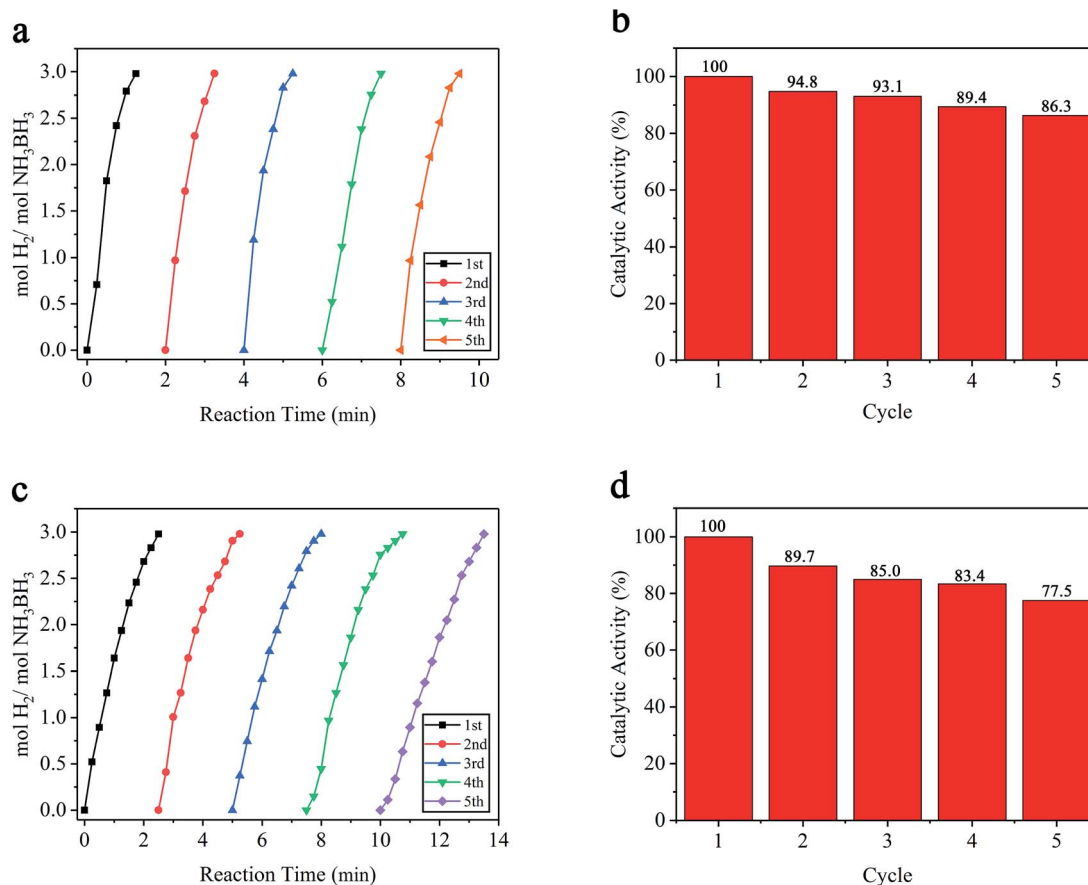 a
3.0
2.5
2.0
1.5
1.0
0.5
0.0
mol H2/ mol NH3BH3
1st
2nd
3rd
4th
5th
0 2 4 6 8 10
Reaction Time (min)
b
100
80
60
40
20
0
Catalytic Activity (%)
100 94.8 93.1 89.4 86.3
1 2 3 4 5
Cycle
c
3.0
2.5
2.0
1.5
1.0
0.5
0.0
mol H2/ mol NH3BH3
1st
2nd
3rd
4th
5th
0 2 4 6 8 10 12 14
Reaction Time (min)
d
100
80
60
40
20
0
Catalytic Activity (%)
100 89.7 85.0 83.4 77.5
1 2 3 4 5
Cycle